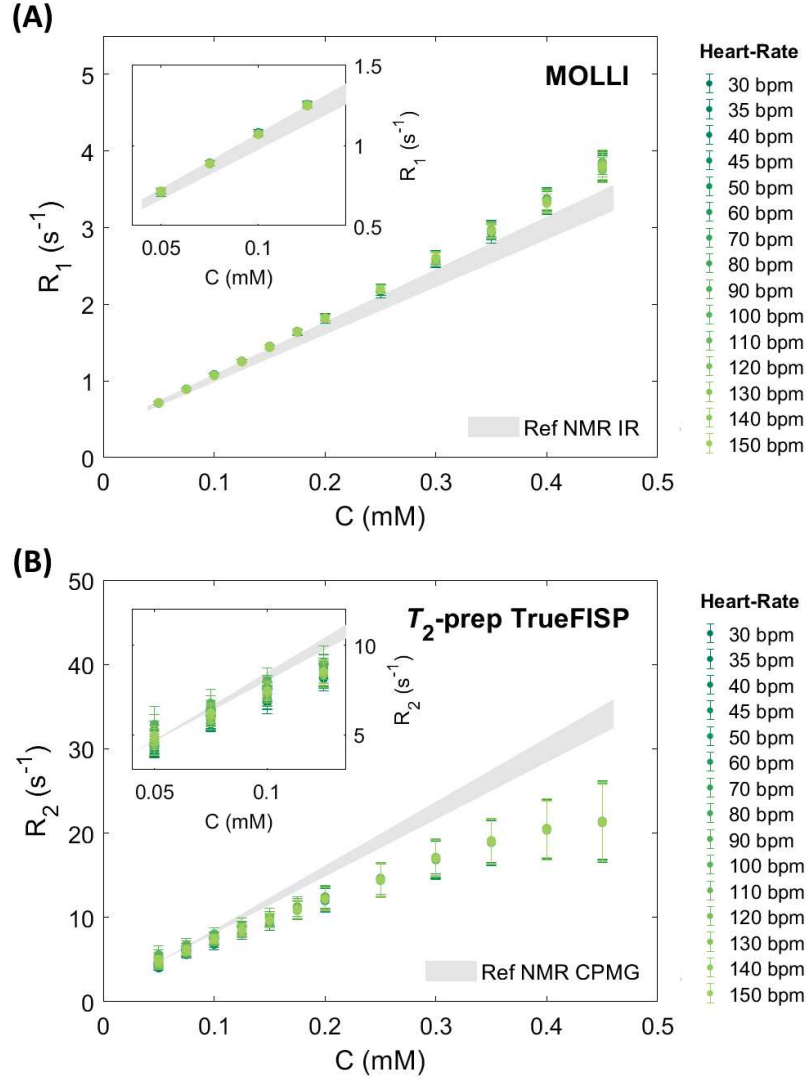 (A)
MOLLI
5
4
3
2
1
0
R1 (s-1)
0
0.1
0.2
0.3
0.4
0.5
C (mM)
1.5
1
0.5
R1 (s-1)
0.05
0.1
C (mM)
Ref NMR IR
Heart-Rate
30 bpm
35 bpm
40 bpm
45 bpm
50 bpm
60 bpm
70 bpm
80 bpm
90 bpm
100 bpm
110 bpm
120 bpm
130 bpm
140 bpm
150 bpm
(B)
T2-prep TrueFISP
50
40
30
20
10
0
R2 (s-1)
0
0.1
0.2
0.3
0.4
0.5
C (mM)
10
5
R2 (s-1)
0.05
0.1
C (mM)
Ref NMR CPMG
Heart-Rate
30 bpm
35 bpm
40 bpm
45 bpm
50 bpm
60 bpm
70 bpm
80 bpm
90 bpm
100 bpm
110 bpm
120 bpm
130 bpm
140 bpm
150 bpm